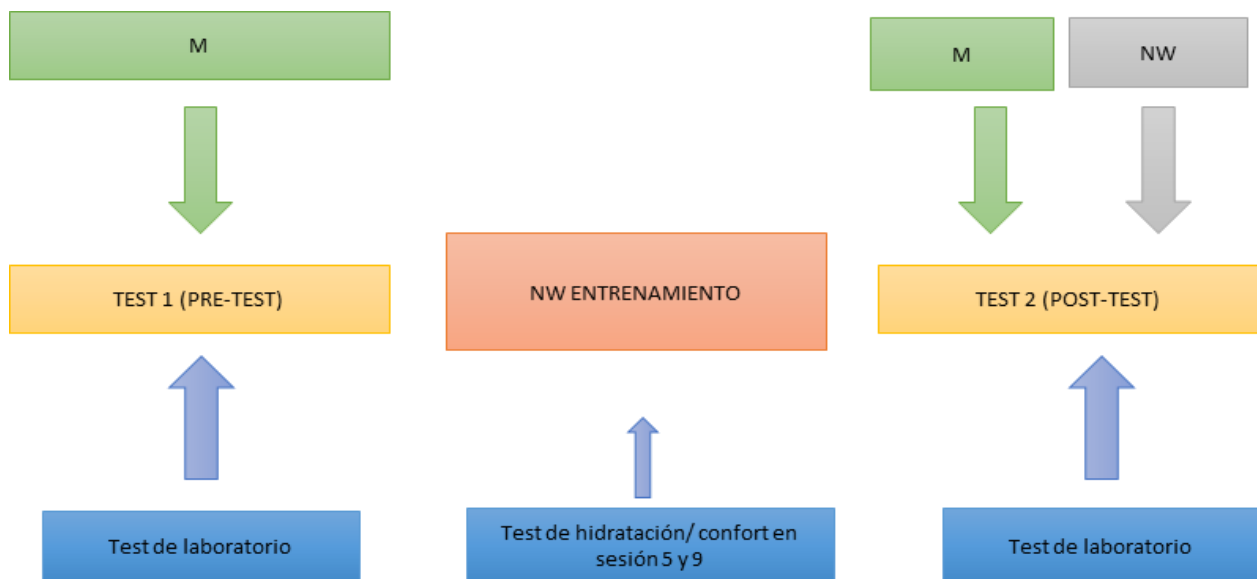 M
M
NW
TEST 1 (PRE-TEST)
NW ENTRENAMIENTO
TEST 2 (POST-TEST)
Test de laboratorio
Test de hidratación/ confort en
sesión 5 y 9
Test de laboratorio